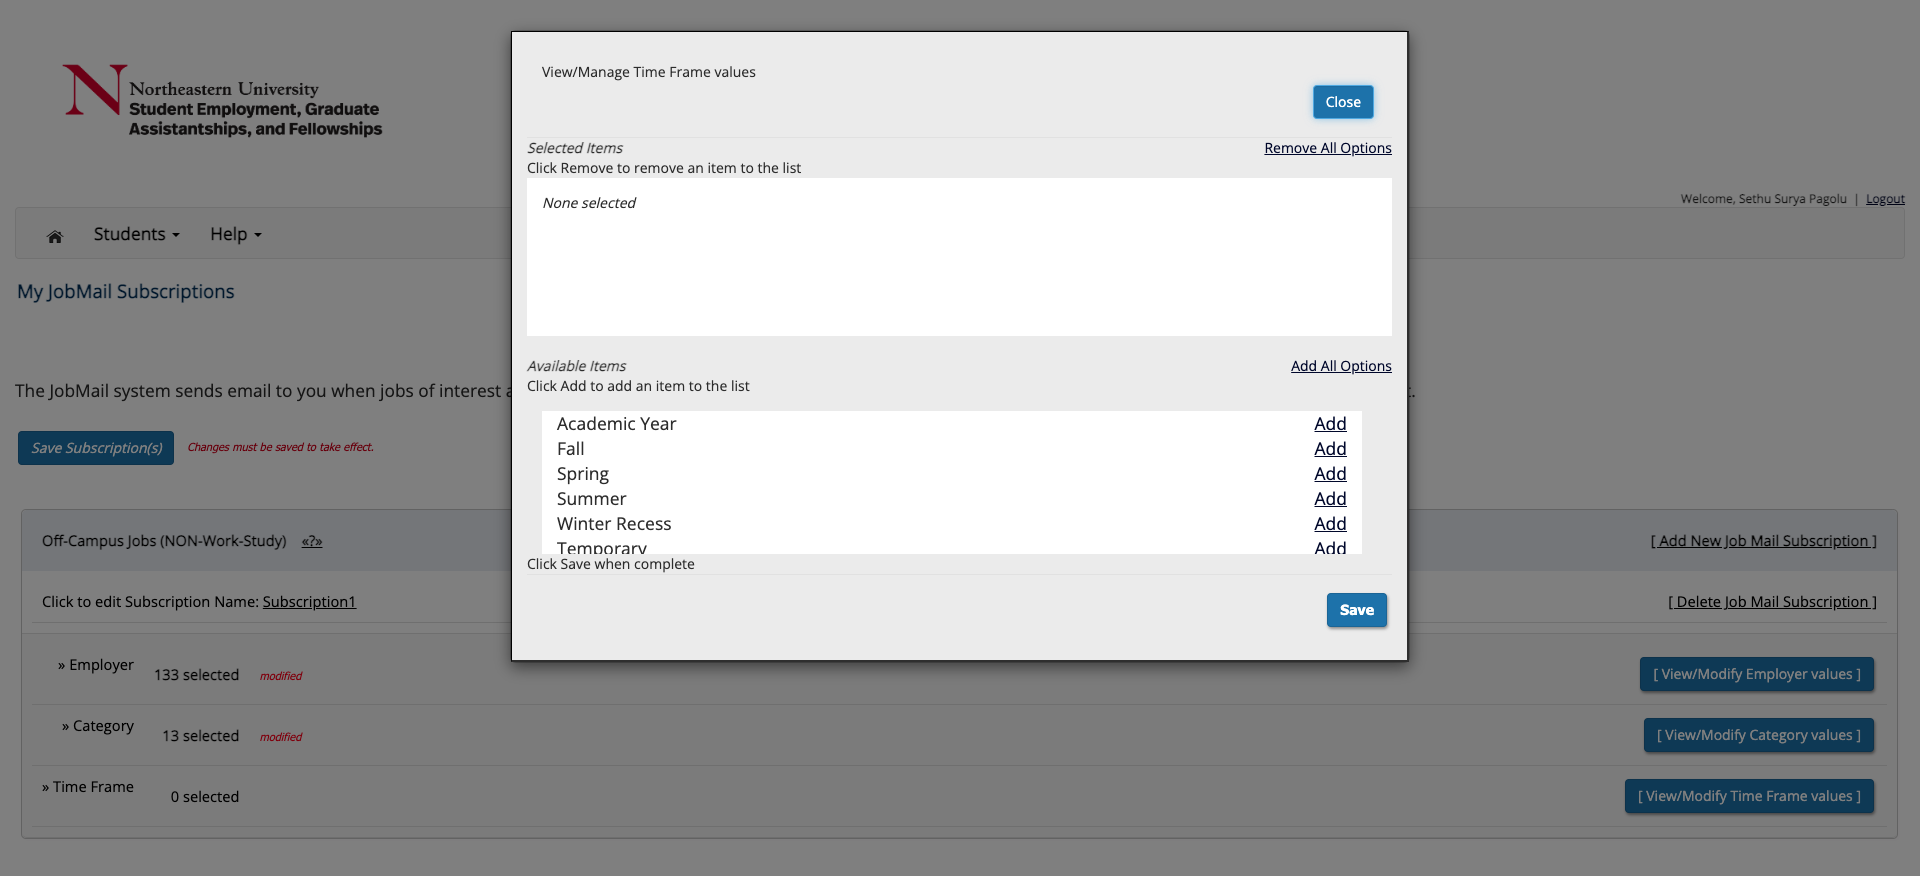 View/Manage Time Frame values
Close
Selected Items
Remove All Options
Click Remove to remove an item to the list
None selected
Available Items
Add All Options
Click Add to add an item to the list
Academic Year Add
Fall Add
Spring Add
Summer Add
Winter Recess Add
Temporary Add
Click Save when complete
Save
Northeastern University
Student Employment, Graduate
Assistantships, and Fellowships
Welcome, Sethu Surya Pagolu | Logout
Students Help
My JobMail Subscriptions
The JobMail system sends email to you when jobs of interest
Save Subscription(s) Changes must be saved to take effect.
Off-Campus Jobs (NON-Work-Study) «?» [ Add New Job Mail Subscription ]
Click to edit Subscription Name: Subscription1 [ Delete Job Mail Subscription ]
» Employer 133 selected modified [ View/Modify Employer values ]
» Category 13 selected modified [ View/Modify Category values ]
» Time Frame 0 selected [ View/Modify Time Frame values ]